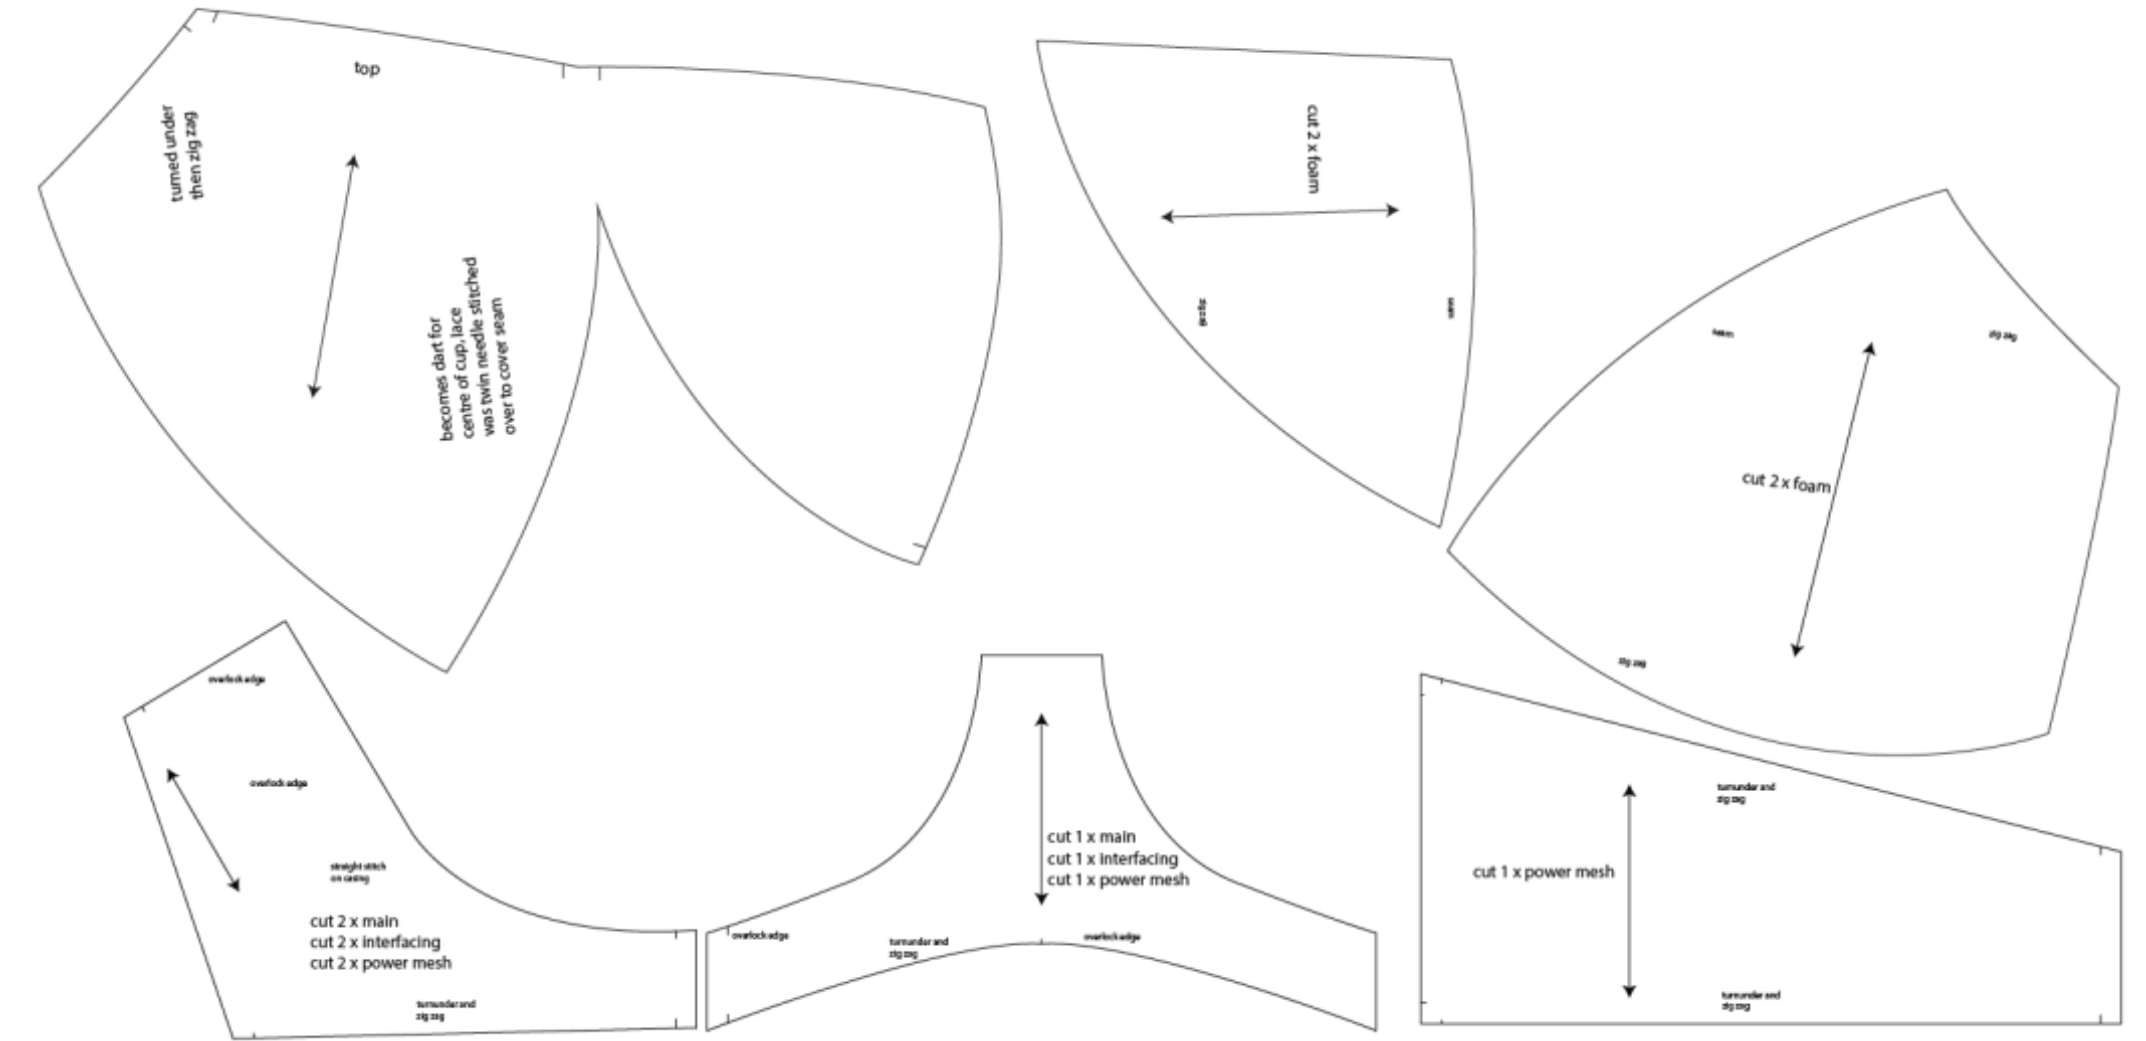 top
turned under
then zig zag
becomes dart for
centre of cup, lace
was twin needle stitched
over to cover seam
cut 2 x foam
zig zag
seam
seam
zig zag
cut 2 x foam
zig zag
overlock edge
overlock edge
straight stitch
on casing
cut 2 x main
cut 2 x interfacing
cut 2 x power mesh
turnunder and
zig zag
cut 1 x main
cut 1 x interfacing
cut 1 x power mesh
overlock edge
turnunder and
zig zag
overlock edge
turnunder and
zig zag
cut 1 x power mesh
turnunder and
zig zag